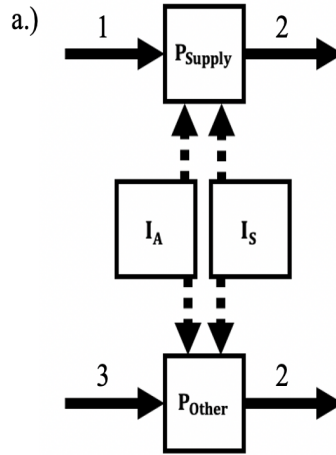 a.)
1 2
P_Supply
I_A I_S
3 2
P_Other